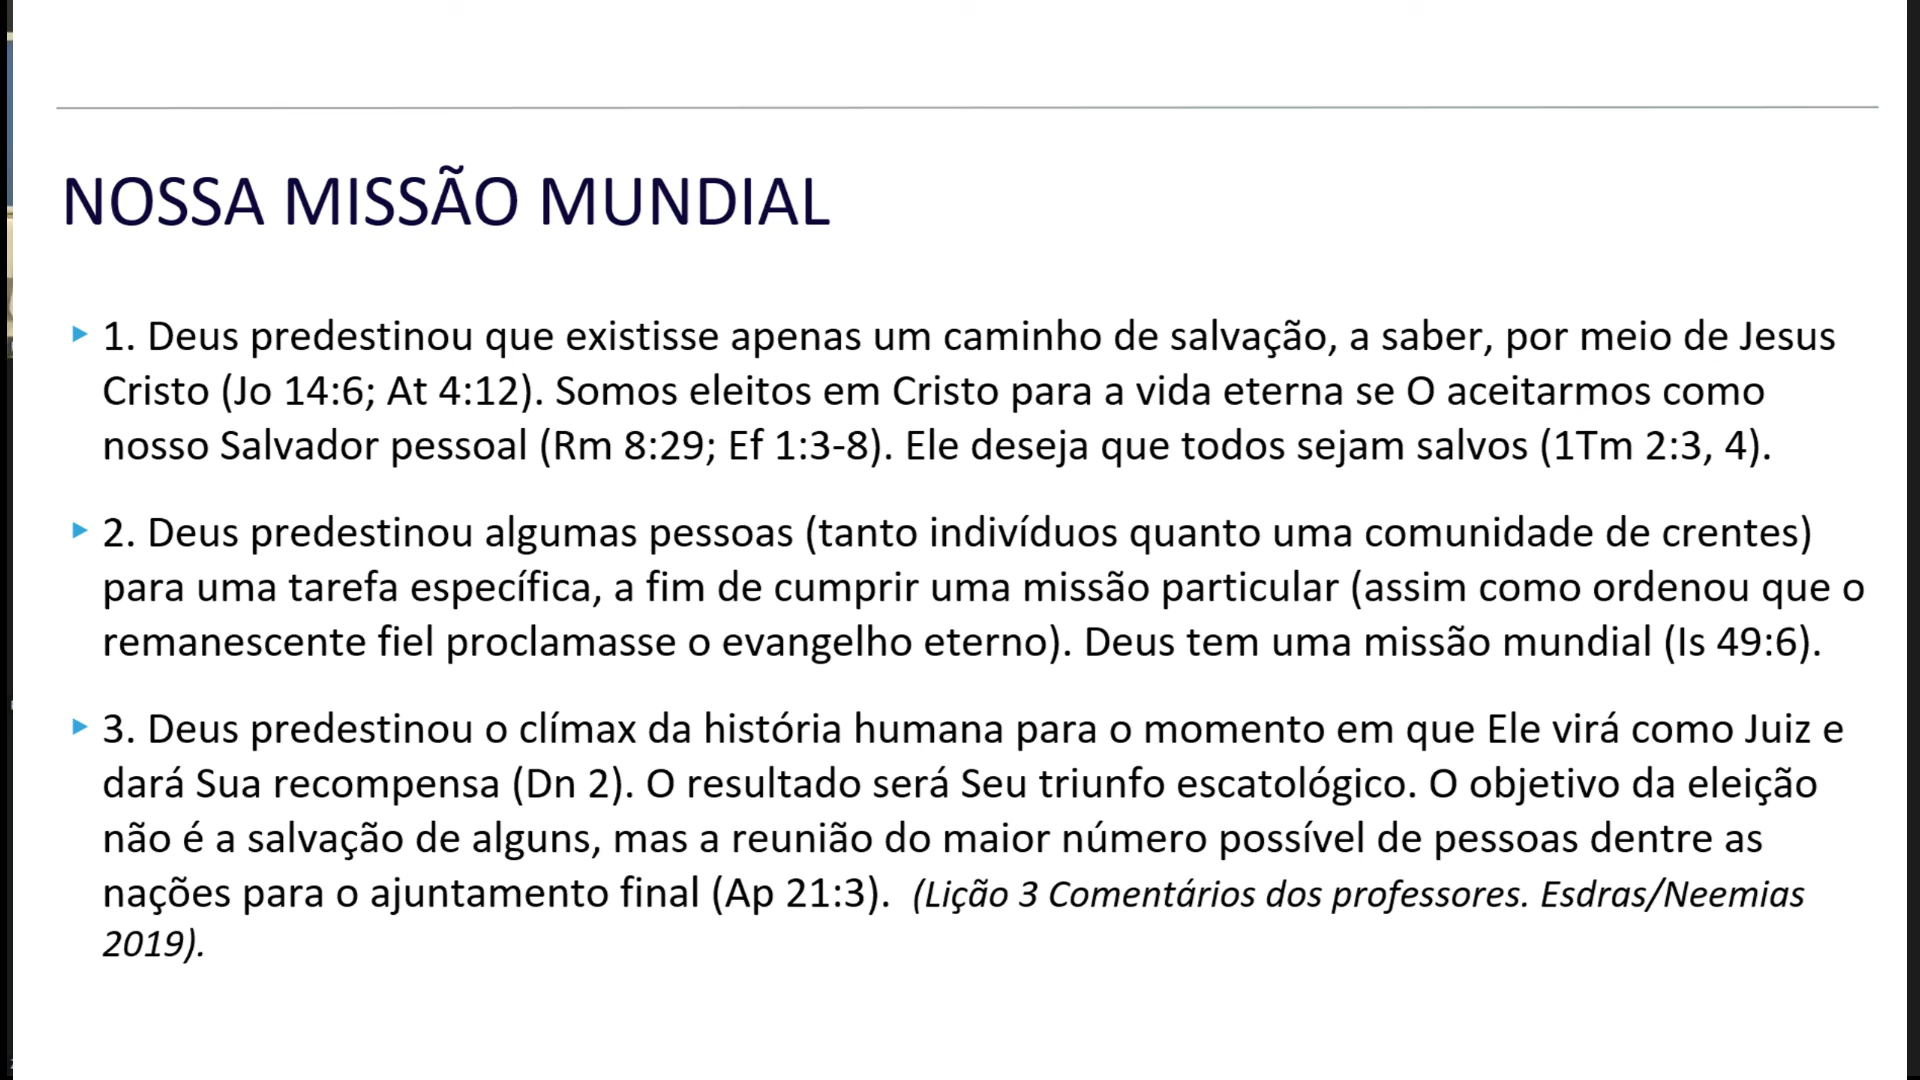 NOSSA MISSÃO MUNDIAL
1. Deus predestinou que existisse apenas um caminho de salvação, a saber, por meio de Jesus
Cristo (Jo 14:6; At 4:12). Somos eleitos em Cristo para a vida eterna se O aceitarmos como
nosso Salvador pessoal (Rm 8:29; Ef 1:3-8). Ele deseja que todos sejam salvos (1Tm 2:3, 4).
2. Deus predestinou algumas pessoas (tanto indivíduos quanto uma comunidade de crentes)
para uma tarefa específica, a fim de cumprir uma missão particular (assim como ordenou que o
remanescente fiel proclamasse o evangelho eterno). Deus tem uma missão mundial (Is 49:6).
3. Deus predestinou o clímax da história humana para o momento em que Ele virá como Juiz e
dará Sua recompensa (Dn 2). O resultado será Seu triunfo escatológico. O objetivo da eleição
não é a salvação de alguns, mas a reunião do maior número possível de pessoas dentre as
nações para o ajuntamento final (Ap 21:3). (Lição 3 Comentários dos professores. Esdras/Neemias
2019).